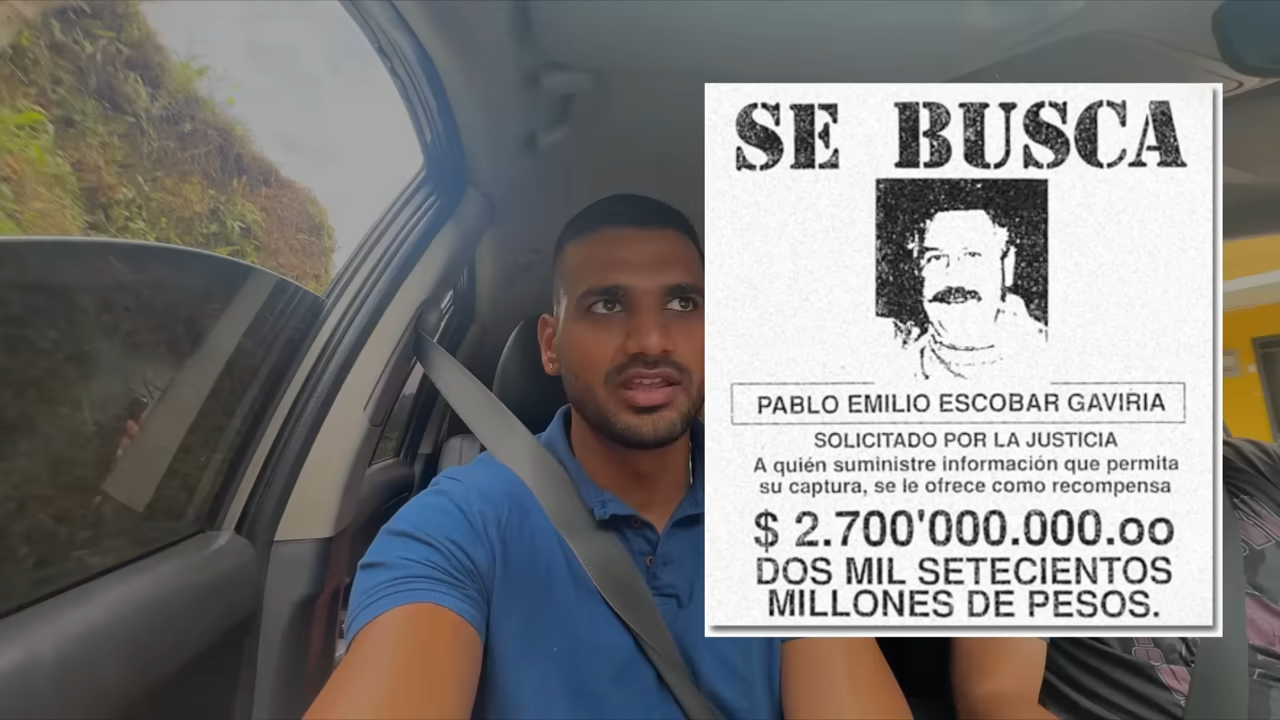 SE BUSCA
PABLO EMILIO ESCOBAR GAVIRIA
SOLICITADO POR LA JUSTICIA
A quién suministre información que permita
su captura, se le ofrece como recompensa
$ 2.700'000.000.oo
DOS MIL SETECIENTOS
MILLONES DE PESOS.